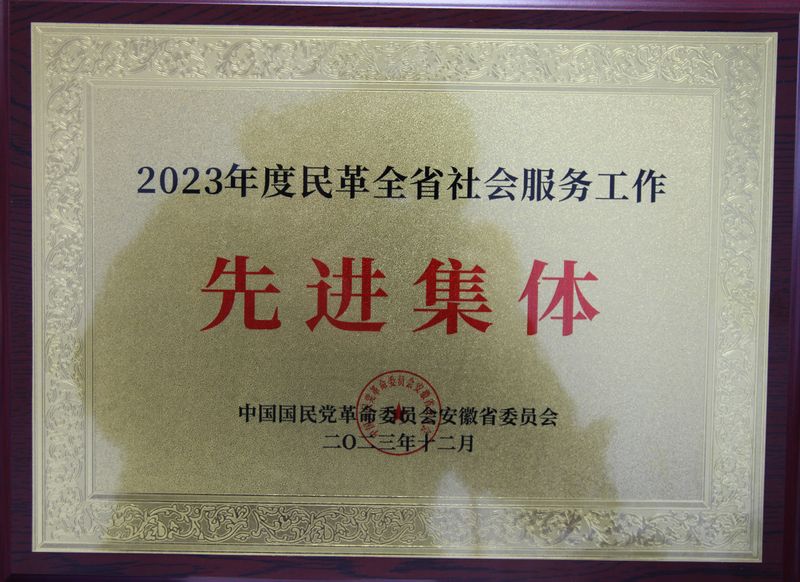 2023年度民革全省社会服务工作
先进集体
中国国民党革命委员会安徽省委员会
二〇二三年十二月